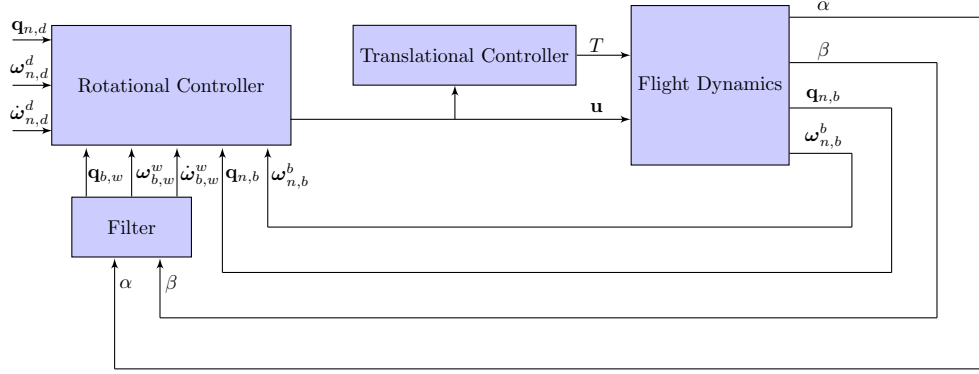 α
q_{n,d}
ω^d_{n,d}
ω̇^d_{n,d}
Rotational Controller
Translational Controller
T
Flight Dynamics
β
u
q_{n,b}
ω^b_{n,b}
q_{b,w}
ω^w_{b,w}
ω̇^w_{b,w}
q_{n,b}
ω^b_{n,b}
Filter
α
β